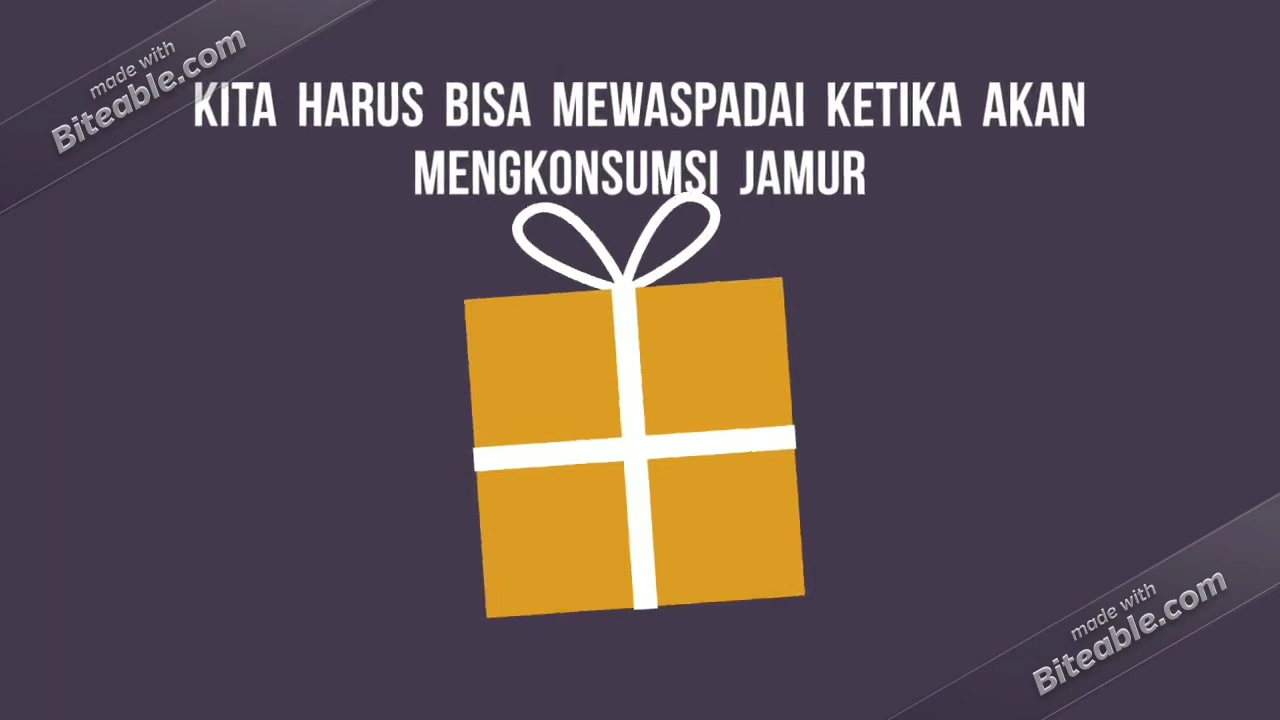 made with
Biteable.com
KITA HARUS BISA MEWASPADAI KETIKA AKAN
MENGKONSUMSI JAMUR
made with
Biteable.com